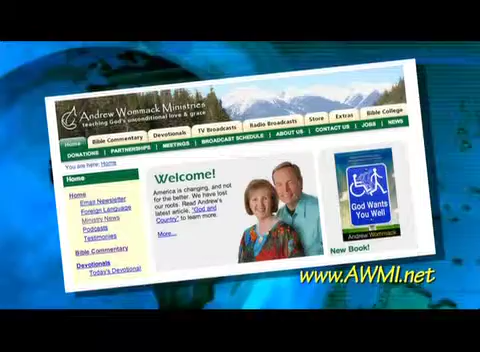 Andrew Wommack Ministries
teaching God's unconditional love & grace
Home Bible Commentary Devotionals TV Broadcasts Radio Broadcasts Store Extras Bible College
DONATIONS | PARTNERSHIPS | MEETINGS | BROADCAST SCHEDULE | ABOUT US | CONTACT US | JOBS | NEWS
You are here: Home
Home
Home
Email Newsletter
Foreign Language
Ministry News
Podcasts
Testimonies
Bible Commentary
Devotionals
Today's Devotional
Welcome!
America is changing, and not
for the better. We have lost
our roots. Read Andrew's
latest article, "God and
Country" to learn more.
More...
God Wants
You Well
Andrew Wommack
New Book!
www.AWMI.net